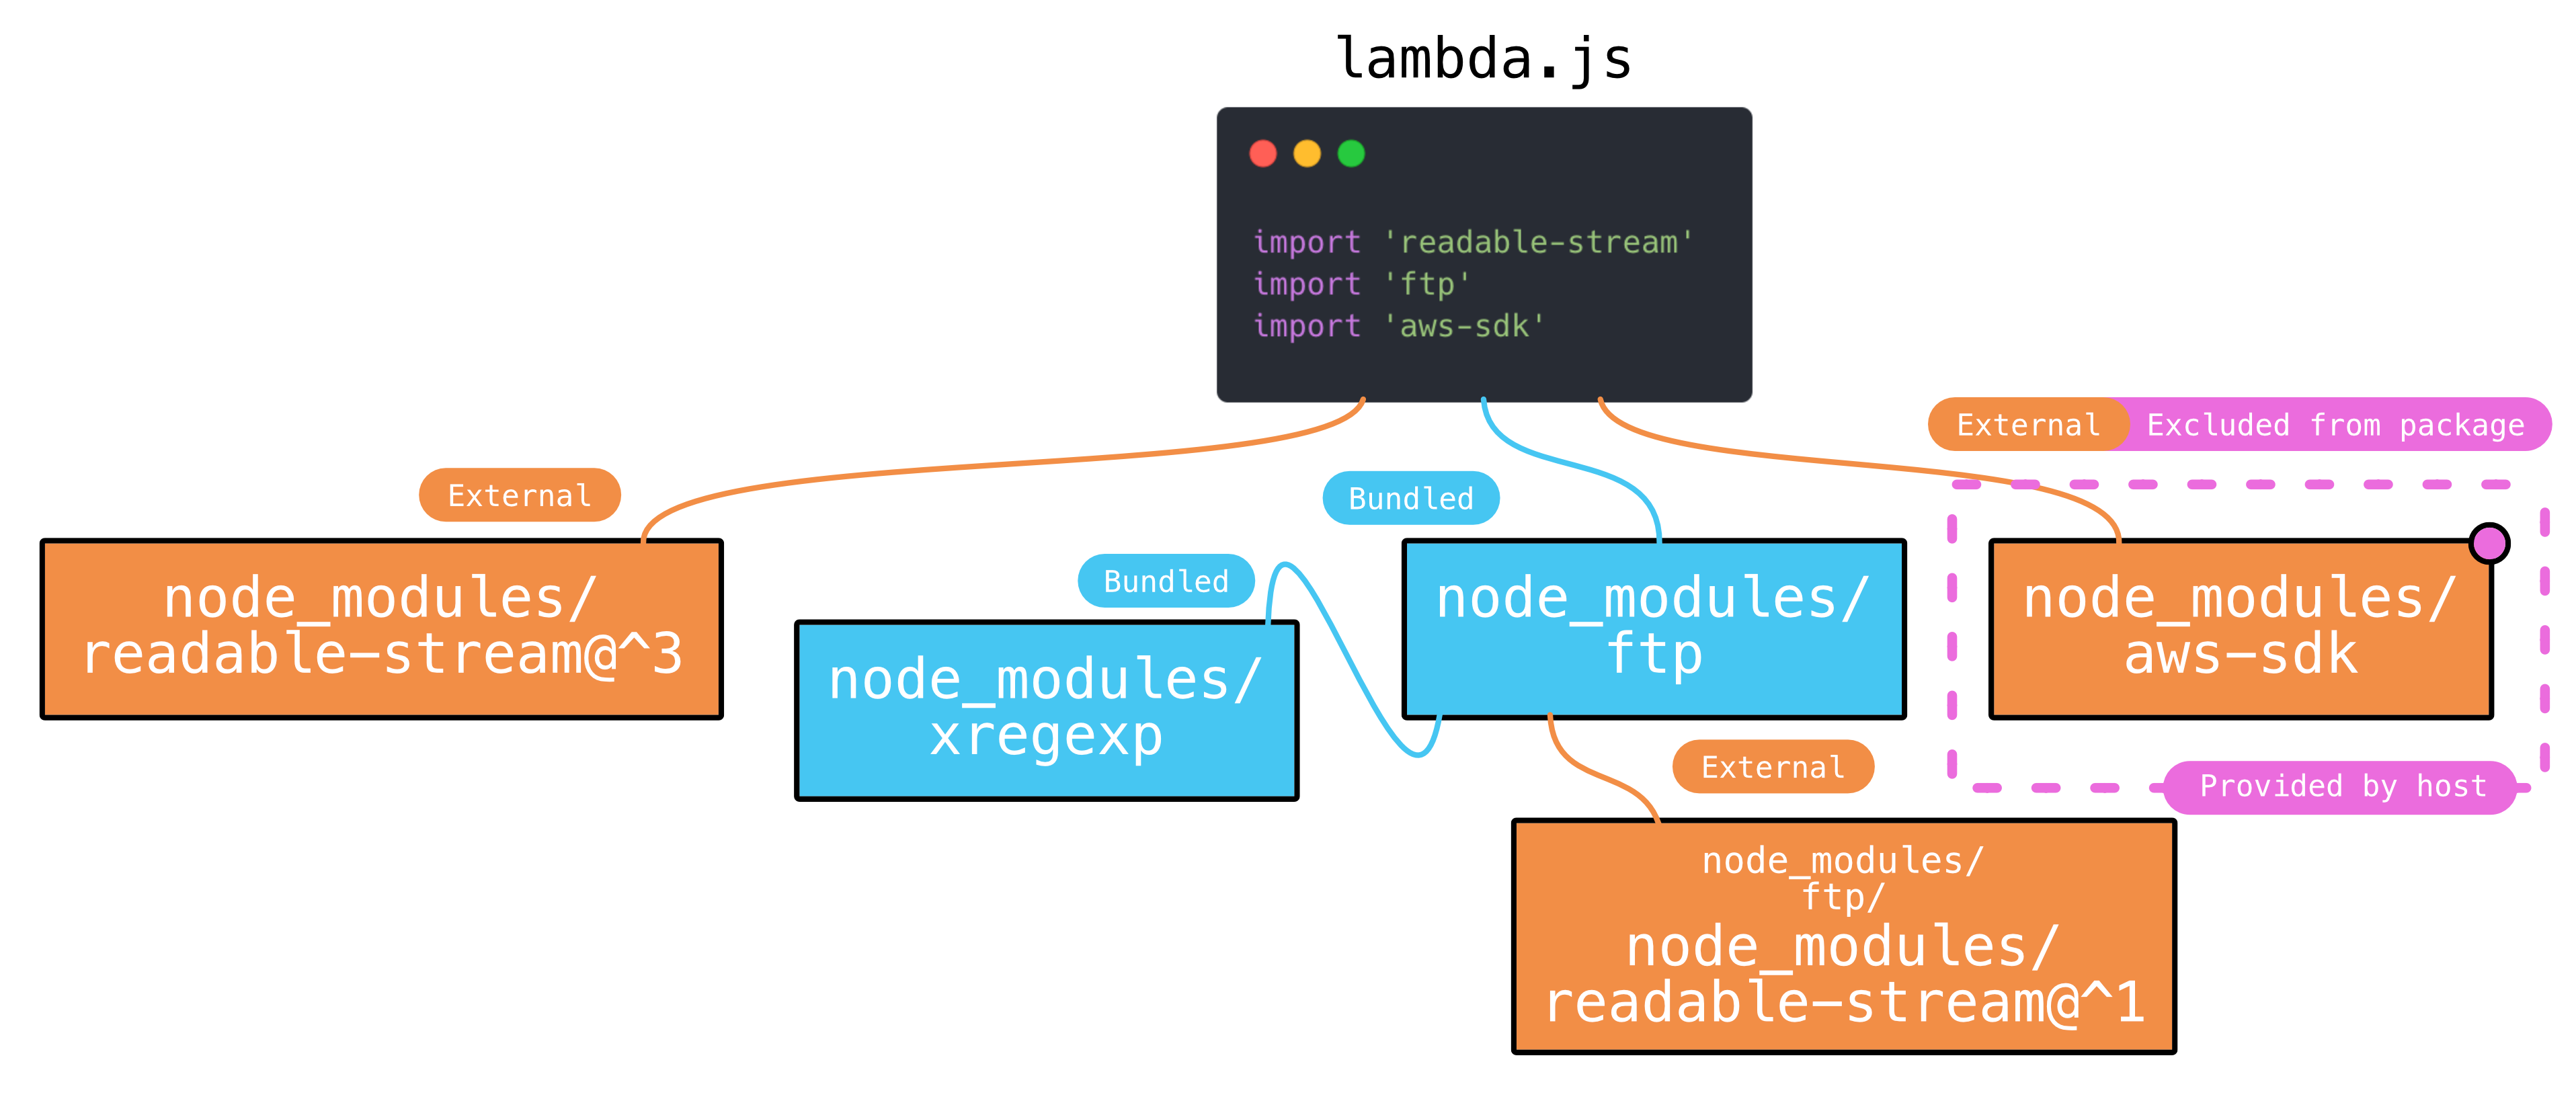 lambda.js
import 'readable-stream'
import 'ftp'
import 'aws-sdk'
External
Excluded from package
External
Bundled
Bundled
node_modules/
readable-stream@^3
node_modules/
xregexp
node_modules/
ftp
node_modules/
aws-sdk
External
Provided by host
node_modules/
ftp/
node_modules/
readable-stream@^1